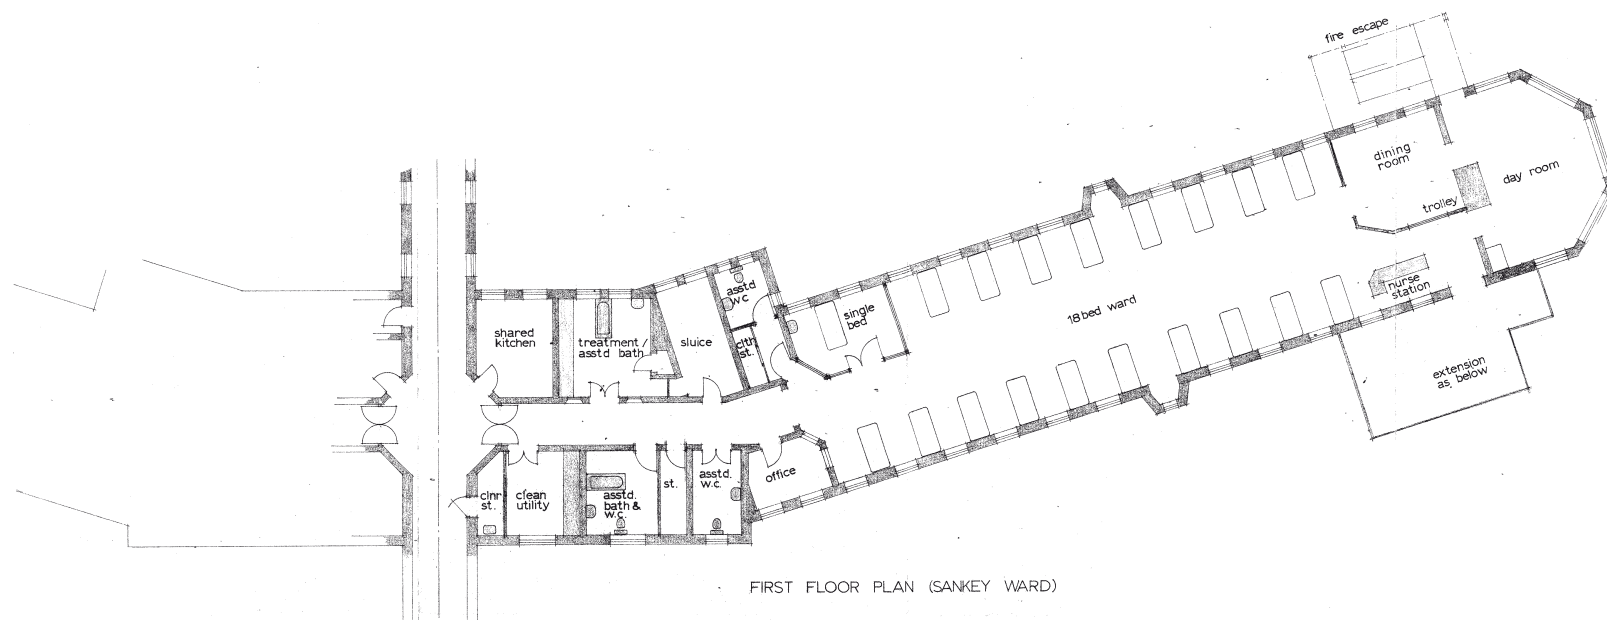 fire escape
dining
room
day room
trolley
nurse
station
18 bed ward
extension
as below
single
bed
asstd
w.c
clth
st.
sluice
treatment /
asstd bath
shared
kitchen
clnr
st.
clean
utility
asstd.
bath &
w.c.
st.
asstd.
w.c.
office
FIRST FLOOR PLAN (SANKEY WARD)